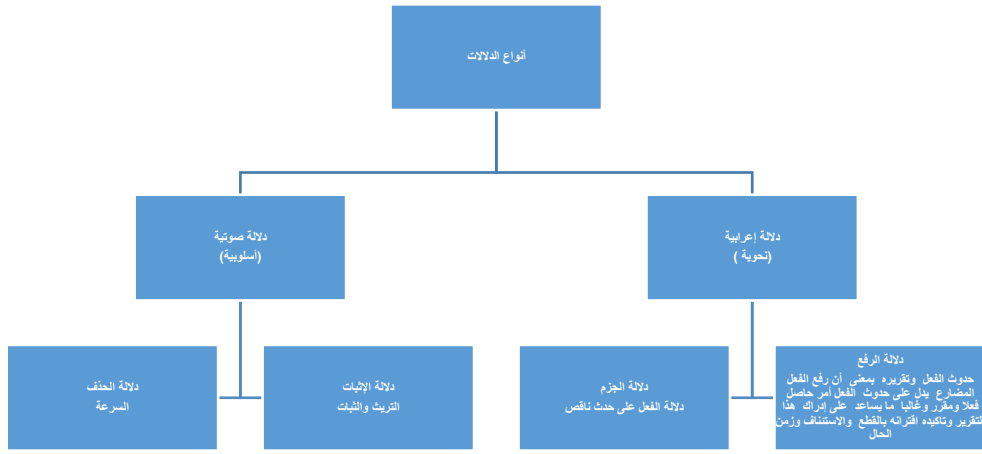 أنواع الدلالات
دلالة إعرابية
(نحوية )
دلالة صوتية
(أسلوبية)
دلالة الرفع
حدوث الفعل وتقريره بمعنى أن رفع الفعل
المضارع يدل على حدوث الفعل أمر حاصل
فعلا ومقرر وغالبا ما يساعد على إدراك هذا
التقرير وتاكيده اقترانه بالقطع والاستئناف وزمن
الحال
دلالة الجزم
دلالة الفعل على حدث ناقص
دلالة الإثبات
التريث والثبات
دلالة الحذف
السرعة